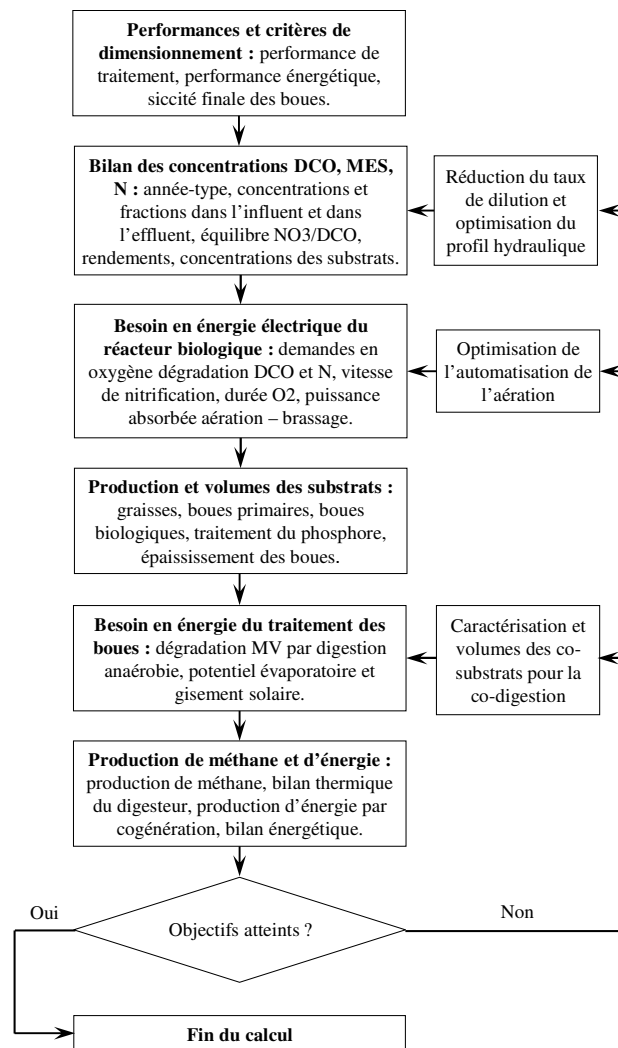 Performances et critères de
dimensionnement : performance de
traitement, performance énergétique,
siccité finale des boues.
Bilan des concentrations DCO, MES,
N : année-type, concentrations et
fractions dans l'influent et dans
l'effluent, équilibre NO3/DCO,
rendements, concentrations des substrats.
Réduction du taux
de dilution et
optimisation du
profil hydraulique
Besoin en énergie électrique du
réacteur biologique : demandes en
oxygène dégradation DCO et N, vitesse
de nitrification, durée O2, puissance
absorbée aération – brassage.
Optimisation de
l'automatisation de
l'aération
Production et volumes des substrats :
graisses, boues primaires, boues
biologiques, traitement du phosphore,
épaississement des boues.
Besoin en énergie du traitement des
boues : dégradation MV par digestion
anaérobie, potentiel évaporatoire et
gisement solaire.
Caractérisation et
volumes des co-
substrats pour la
co-digestion
Production de méthane et d'énergie :
production de méthane, bilan thermique
du digesteur, production d'énergie par
cogénération, bilan énergétique.
Oui
Objectifs atteints ?
Non
Fin du calcul